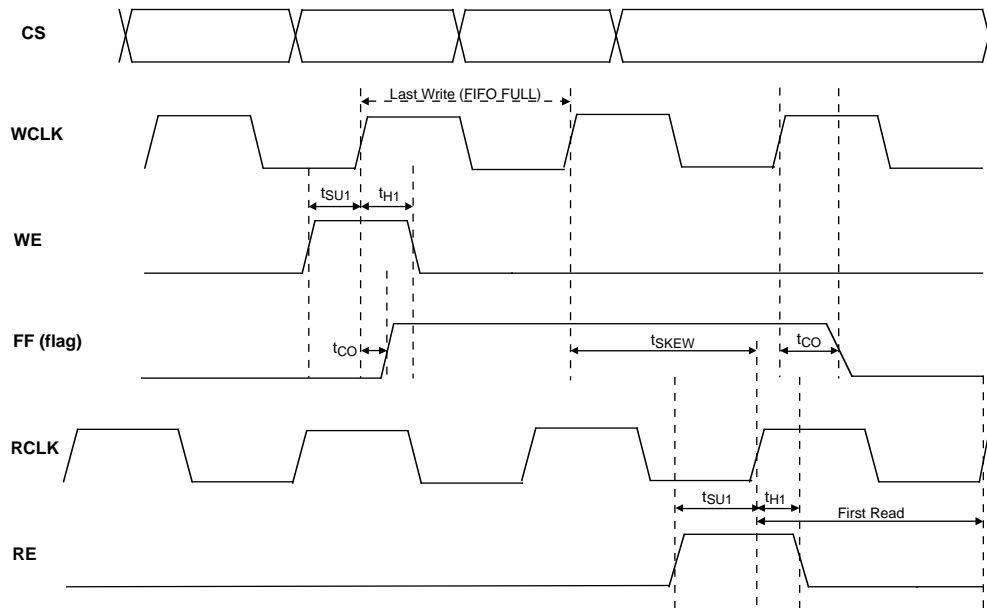 CS
Last Write (FIFO FULL)
WCLK
tSU1 tH1
WE
FF (flag)
tCO tSKEW tCO
RCLK
tSU1 tH1
First Read
RE